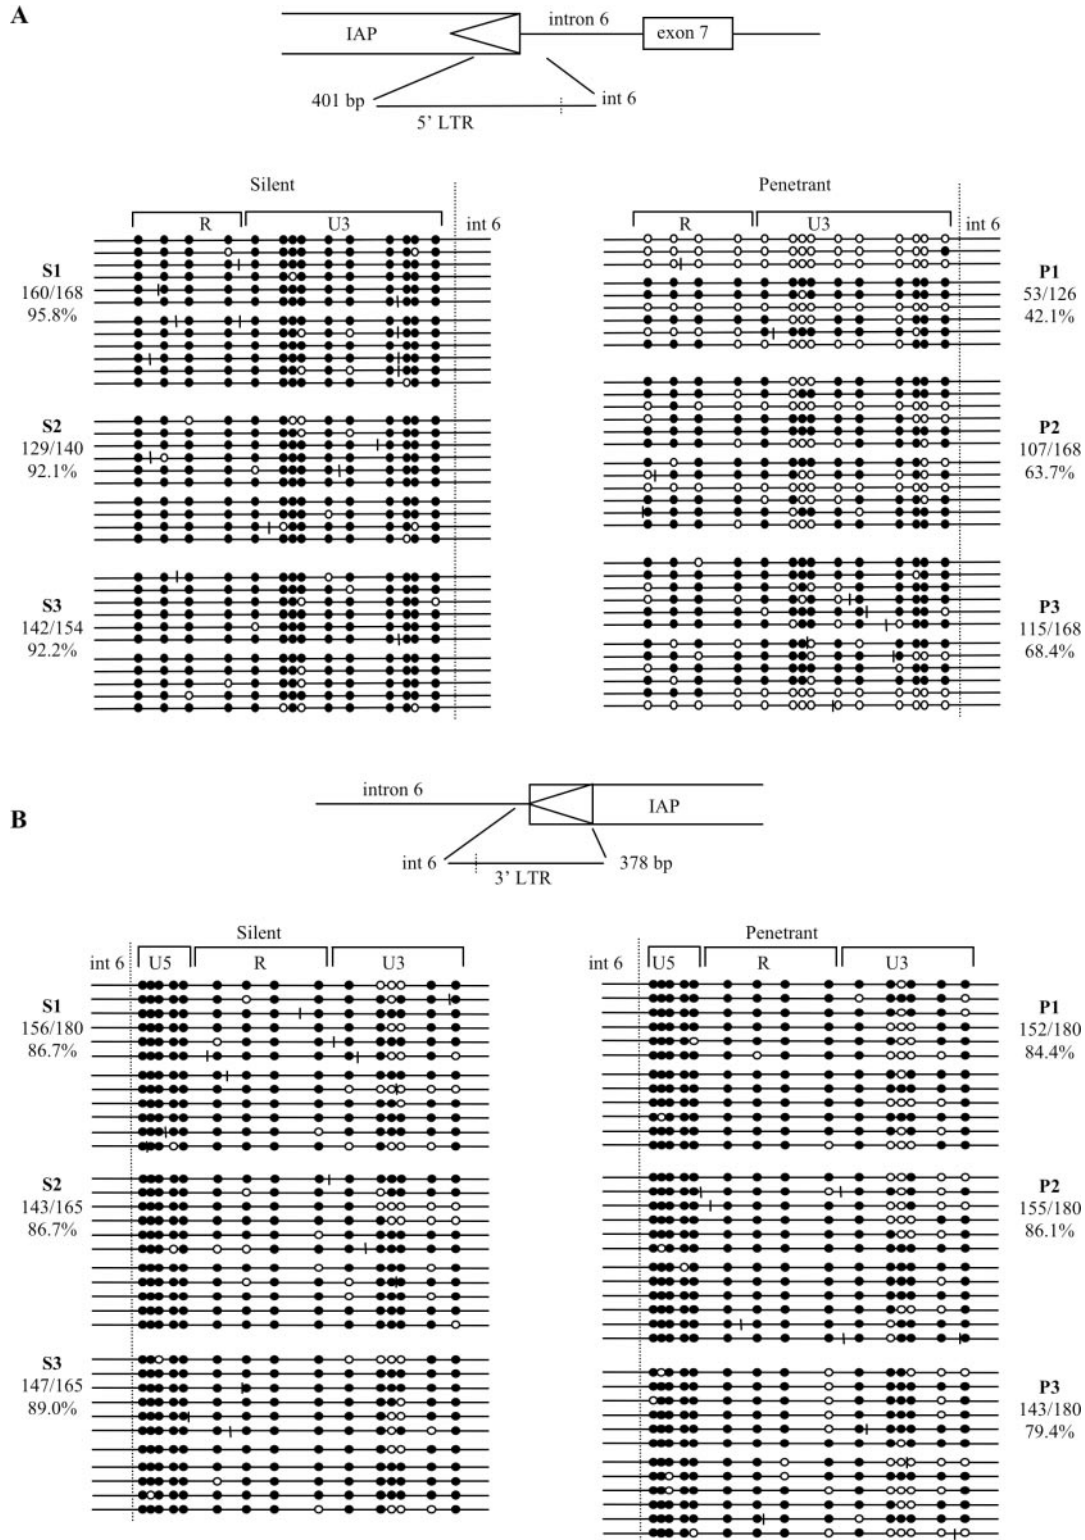 A
IAP
intron 6
exon 7
401 bp
int 6
5' LTR
Silent
R
U3
int 6
S1
160/168
95.8%
S2
129/140
92.1%
S3
142/154
92.2%
Penetrant
R
U3
int 6
P1
53/126
42.1%
P2
107/168
63.7%
P3
115/168
68.4%
B
intron 6
IAP
int 6
378 bp
3' LTR
Silent
int 6
U5
R
U3
S1
156/180
86.7%
S2
143/165
86.7%
S3
147/165
89.0%
Penetrant
int 6
U5
R
U3
P1
152/180
84.4%
P2
155/180
86.1%
P3
143/180
79.4%